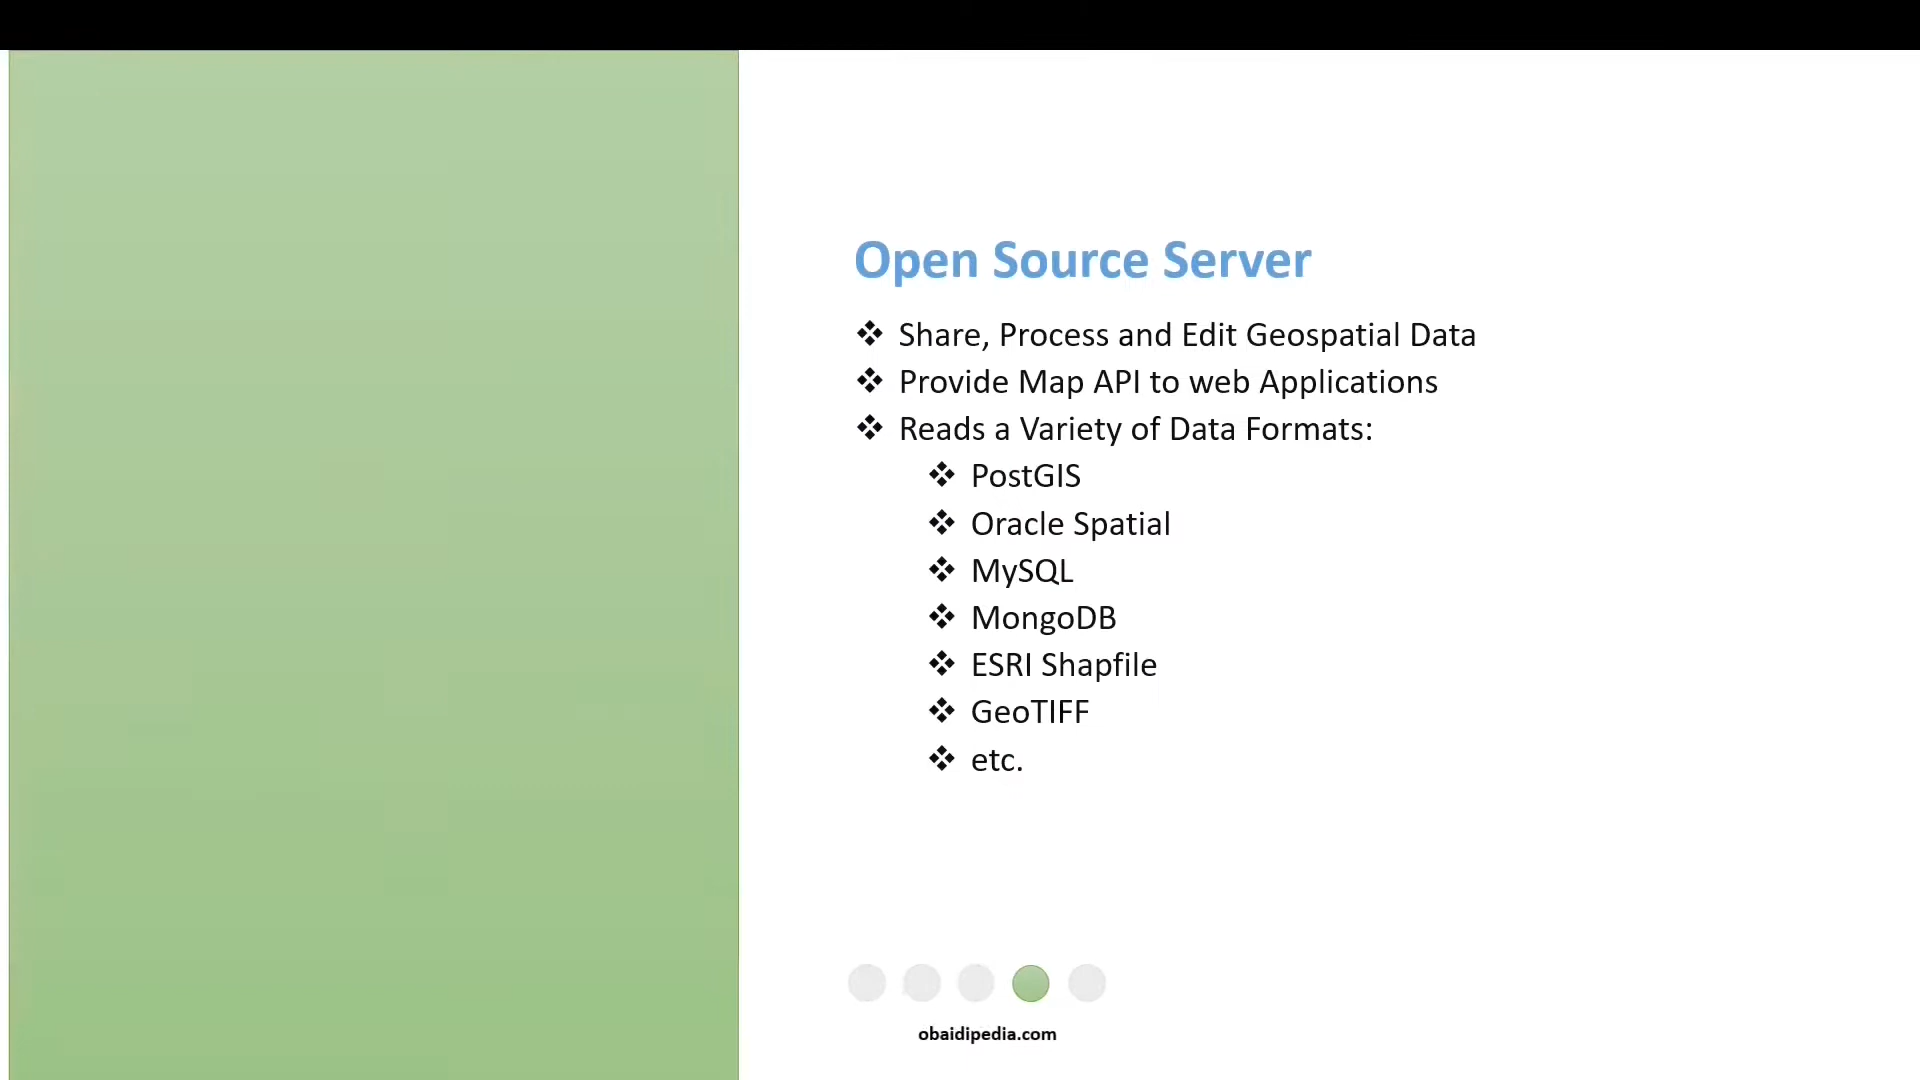 Open Source Server
❖ Share, Process and Edit Geospatial Data
❖ Provide Map API to web Applications
❖ Reads a Variety of Data Formats:
❖ PostGIS
❖ Oracle Spatial
❖ MySQL
❖ MongoDB
❖ ESRI Shapfile
❖ GeoTIFF
❖ etc.
obaidipedia.com